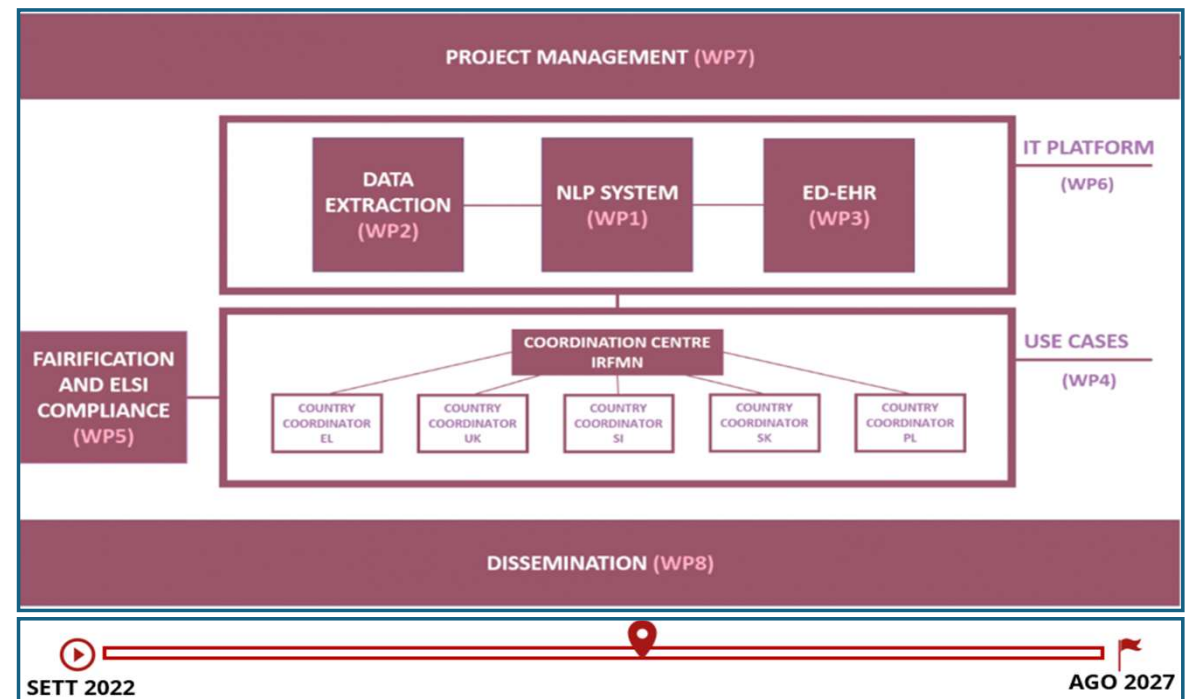 PROJECT MANAGEMENT (WP7)
DATA
EXTRACTION
(WP2)
NLP SYSTEM
(WP1)
ED-EHR
(WP3)
IT PLATFORM
(WP6)
FAIRIFICATION
AND ELSI
COMPLIANCE
(WP5)
COORDINATION CENTRE
IRFMN
COUNTRY
COORDINATOR
EL
COUNTRY
COORDINATOR
UK
COUNTRY
COORDINATOR
SI
COUNTRY
COORDINATOR
SK
COUNTRY
COORDINATOR
PL
USE CASES
(WP4)
DISSEMINATION (WP8)
SETT 2022
AGO 2027